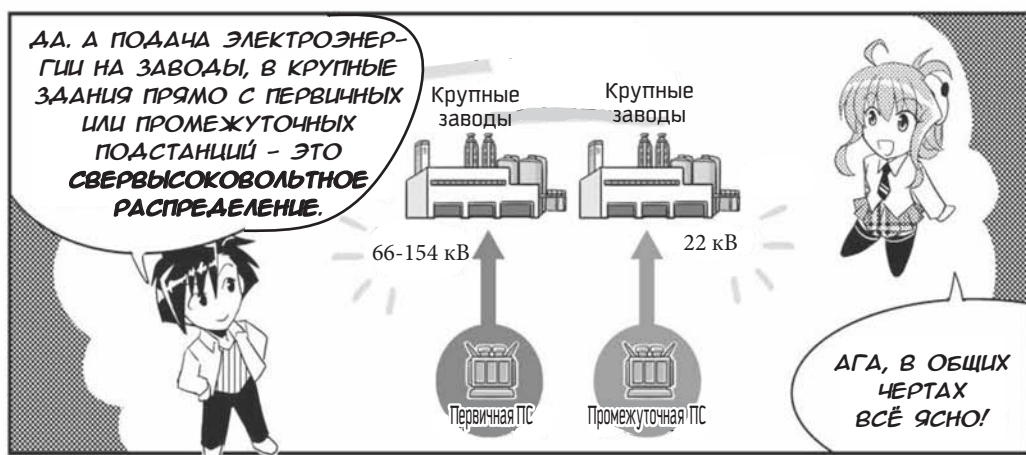 ДА. А ПОДАЧА ЭЛЕКТРОЭНЕР-
ГИИ НА ЗАВОДЫ, В КРУПНЫЕ
ЗДАНИЯ ПРЯМО С ПЕРВИЧНЫХ
ИЛИ ПРОМЕЖУТОЧНЫХ
ПОДСТАНЦИЙ - ЭТО
СВЕРВЫСОКОВОЛЬТНОЕ
РАСПРЕДЕЛЕНИЕ.
Крупные
заводы
Крупные
заводы
66-154 кВ
22 кВ
Первичная ПС
Промежуточная ПС
АГА, В ОБЩИХ
ЧЕРТАХ
ВСЁ ЯСНО!